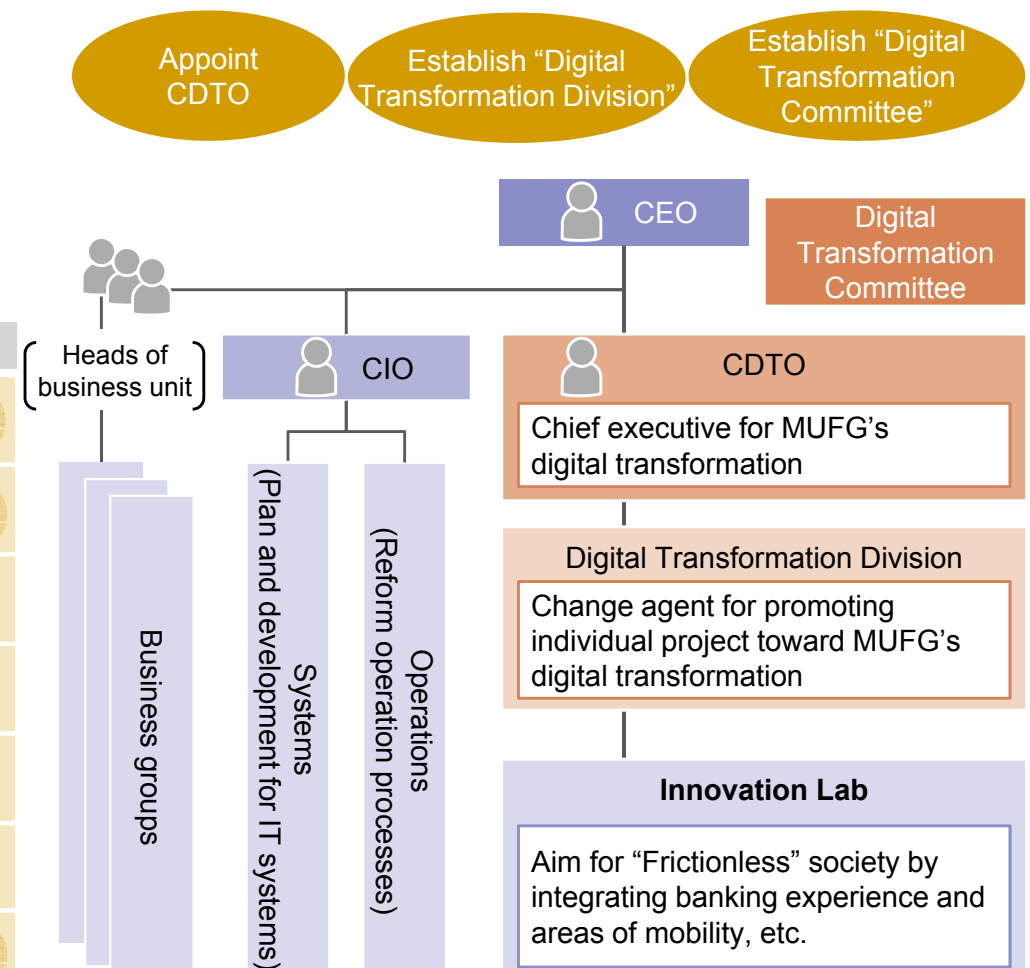 Appoint
CDTO
Establish “Digital
Transformation Division”
Establish “Digital
Transformation
Committee”
CEO
Digital
Transformation
Committee
Heads of
business unit
CIO
CDTO
Chief executive for MUFG’s
digital transformation
Business groups
Systems
(Plan and development for IT systems)
Operations
(Reform operation processes)
Digital Transformation Division
Change agent for promoting
individual project toward MUFG’s
digital transformation
Innovation Lab
Aim for “Frictionless” society by
integrating banking experience and
areas of mobility, etc.